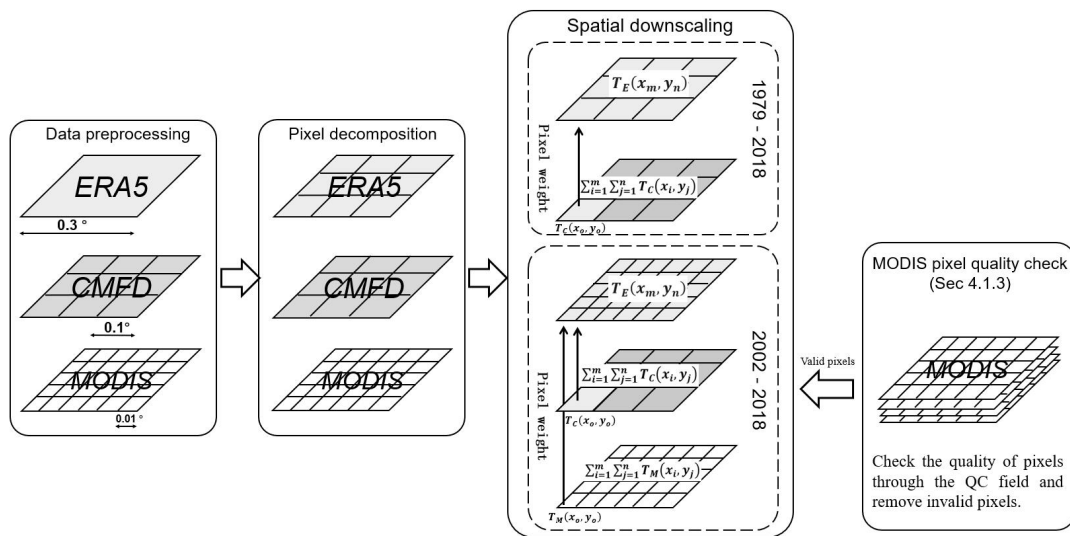 Data preprocessing
ERA5
0.3 °
CMFD
0.1°
MODIS
0.01 °
Pixel decomposition
ERA5
CMFD
MODIS
Spatial downscaling
T_E(x_m, y_n)
Pixel weight
∑_{i=1}^{m}∑_{j=1}^{n} T_C(x_i, y_j)
T_C(x_o, y_o)
1979 - 2018
T_E(x_m, y_n)
Pixel weight
∑_{i=1}^{m}∑_{j=1}^{n} T_C(x_i, y_j)
T_C(x_o, y_o)
∑_{i=1}^{m}∑_{j=1}^{n} T_M(x_i, y_j)
T_M(x_o, y_o)
2002 - 2018
Valid pixels
MODIS pixel quality check
(Sec 4.1.3)
MODIS
Check the quality of pixels
through the QC field and
remove invalid pixels.